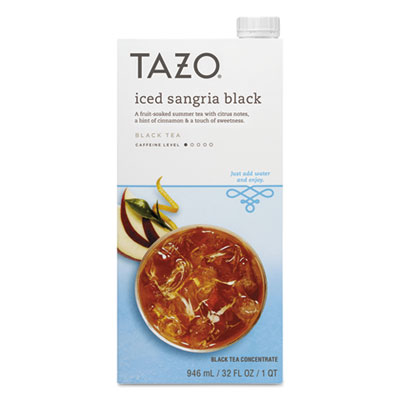 TAZO®
iced sangria black
A fruit-soaked summer tea with citrus notes,
a hint of cinnamon & a touch of sweetness.
BLACK TEA
CAFFEINE LEVEL
Just add water
and enjoy.
BLACK TEA CONCENTRATE
946 mL / 32 FL OZ / 1 QT